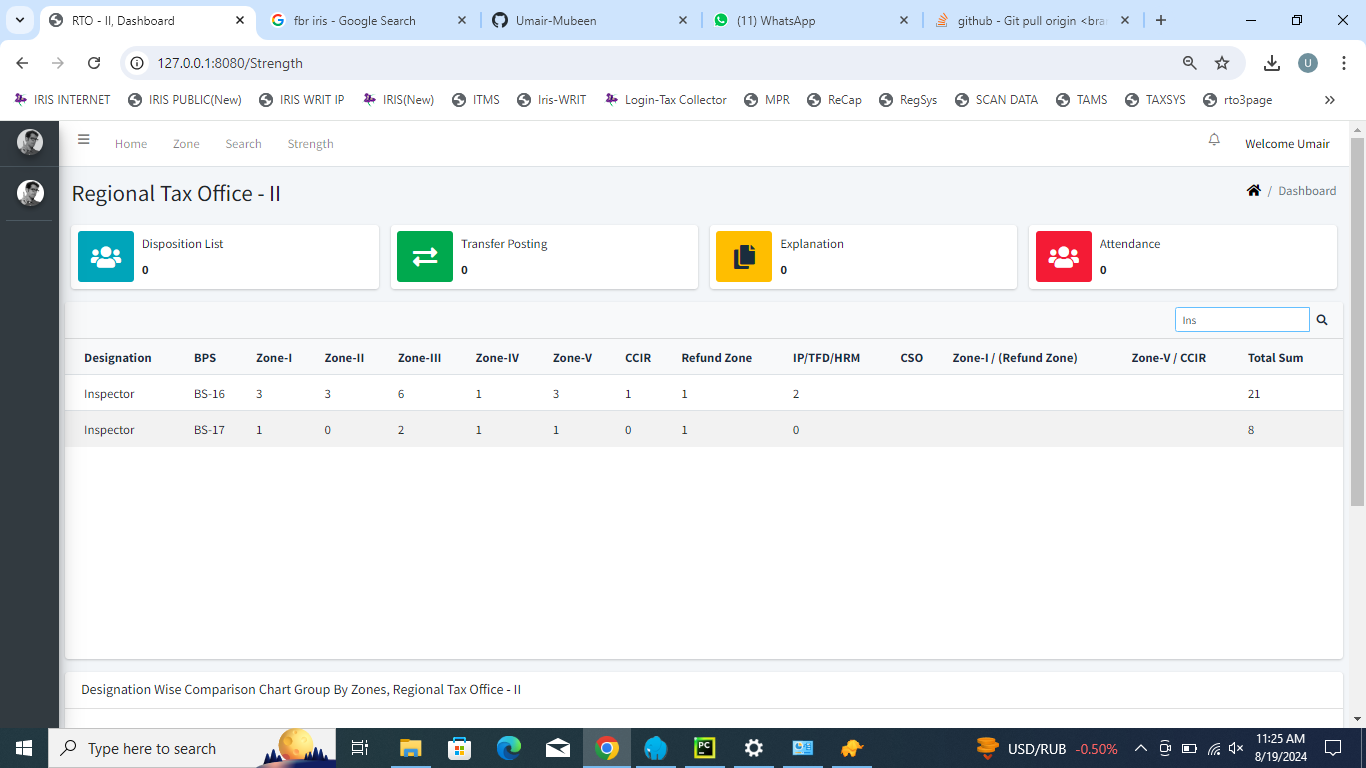 RTO - II, Dashboard
fbr iris - Google Search
Umair-Mubeen
(11) WhatsApp
github - Git pull origin <bra
127.0.0.1:8080/Strength
U
IRIS INTERNET
IRIS PUBLIC(New)
IRIS WRIT IP
IRIS(New)
ITMS
Iris-WRIT
Login-Tax Collector
MPR
ReCap
RegSys
SCAN DATA
TAMS
TAXSYS
rto3page
Home Zone Search Strength
Welcome Umair
Regional Tax Office - II
/ Dashboard
Disposition List
0
Transfer Posting
0
Explanation
0
Attendance
0
Ins
Designation BPS Zone-I Zone-II Zone-III Zone-IV Zone-V CCIR Refund Zone IP/TFD/HRM CSO Zone-I / (Refund Zone) Zone-V / CCIR Total Sum
Inspector BS-16 3 3 6 1 3 1 1 2 21
Inspector BS-17 1 0 2 1 1 0 1 0 8
Designation Wise Comparison Chart Group By Zones, Regional Tax Office - II
Type here to search
PC
USD/RUB -0.50%
11:25 AM
8/19/2024